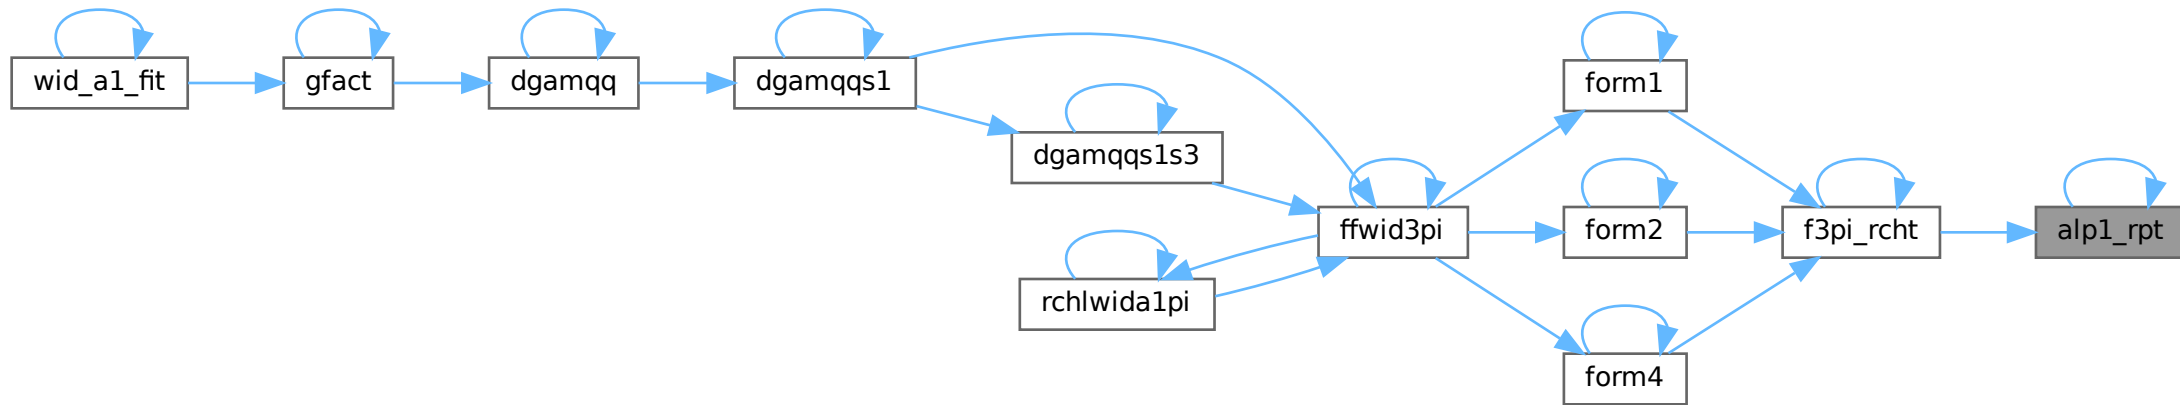 wid_a1_fit
gfact
dgamqq
dgamqqs1
dgamqqs1s3
rchlwida1pi
ffwid3pi
form1
form2
form4
f3pi_rcht
alp1_rpt